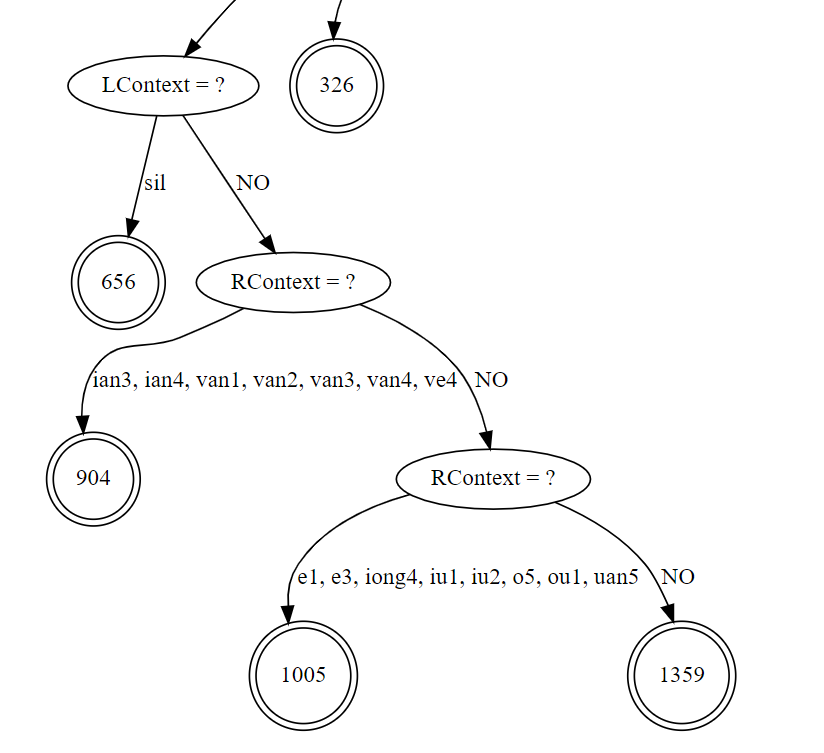 LContext = ?
326
sil
NO
656
RContext = ?
ian3, ian4, van1, van2, van3, van4, ve4
NO
904
RContext = ?
e1, e3, iong4, iu1, iu2, o5, ou1, uan5
NO
1005
1359